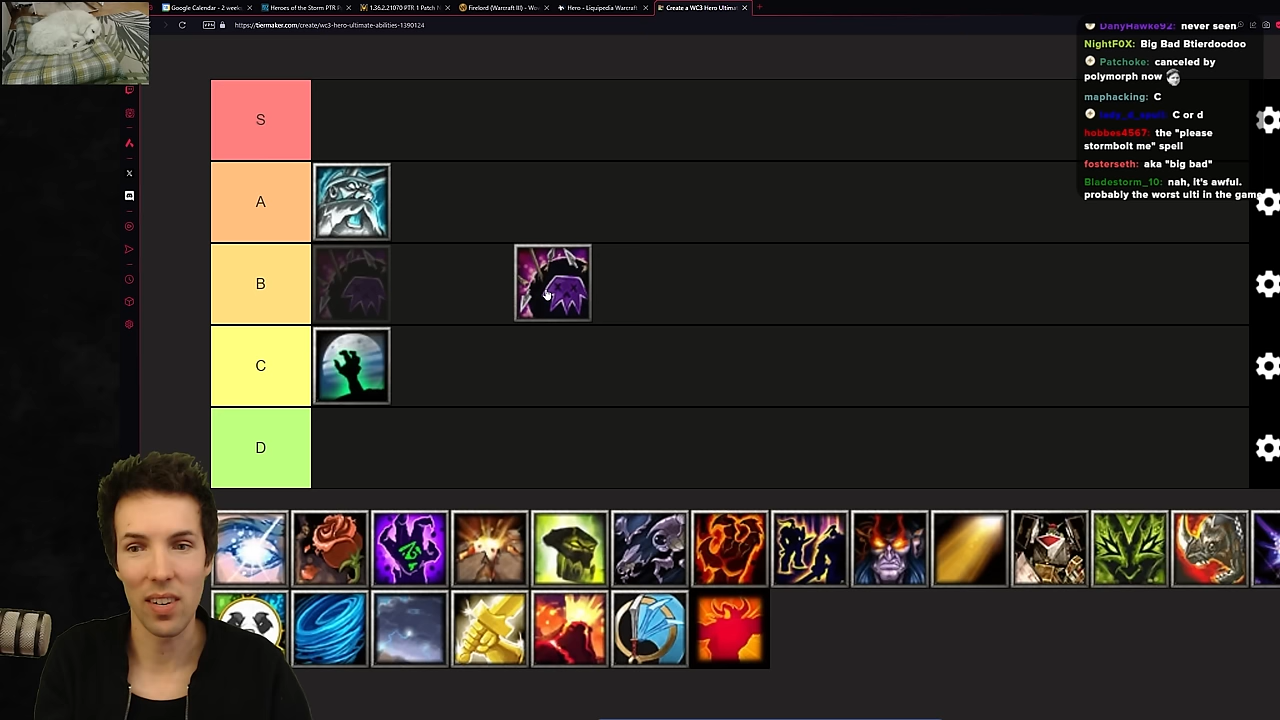 Google Calendar - 2 week
Heroes of the Storm PTR P
1.36.2.21070 PTR 1 Patch N
Firelord (Warcraft III) - Wo
Hero - Liquipedia Warcraft
Create a WC3 Hero Ultimat
VPN
https://tiermaker.com/create/wc3-hero-ultimate-abilities-1390124
DanyHawke92: never seen
NightF0X: Big Bad Btierdoodoo
Patchoke: canceled by
polymorph now
maphacking: C
C or d
hobbes4567: the "please
stormbolt me" spell
fosterseth: aka "big bad"
Bladestorm_10: nah, it's awful.
probably the worst ulti in the game
S
A
B
C
D